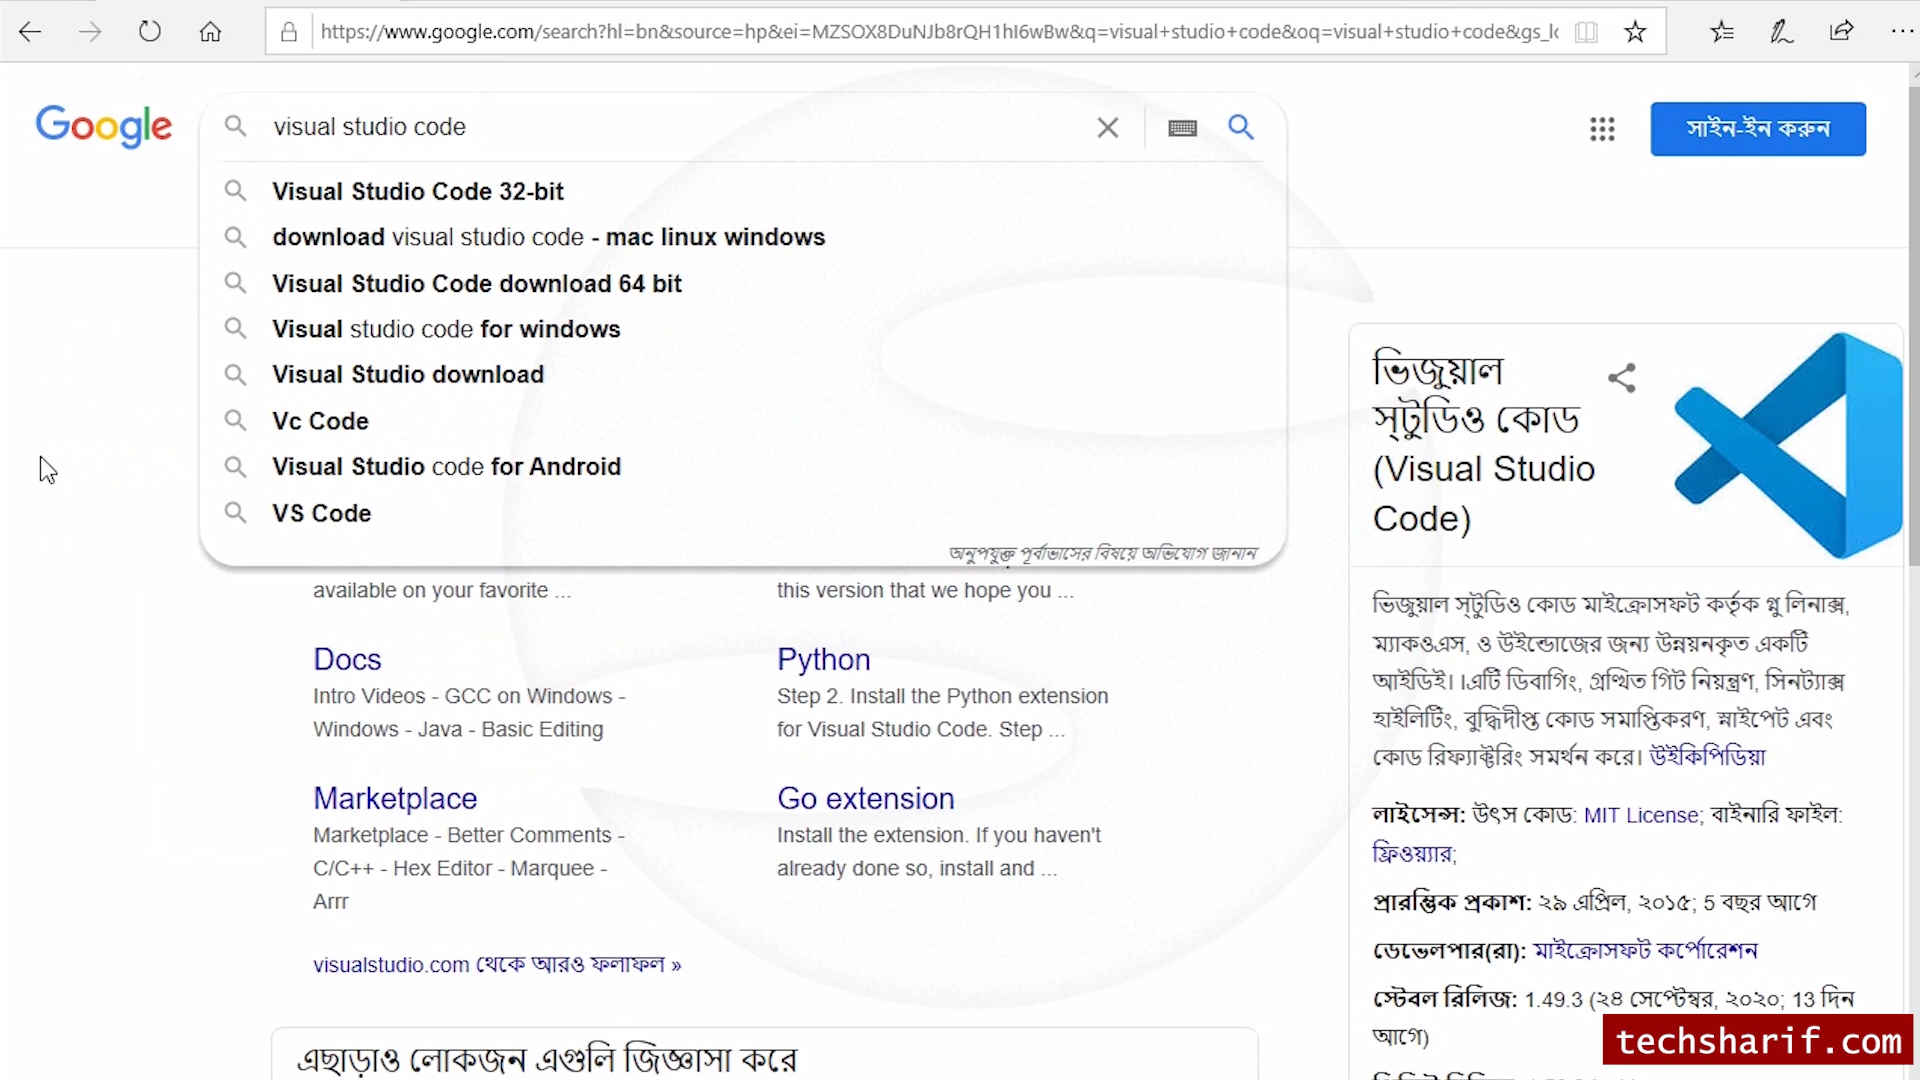 https://www.google.com/search?hl=bn&source=hp&ei=MZSOX8DuNJb8rQH1hI6wBw&q=visual+studio+code&oq=visual+studio+code&gs_lc
Google
visual studio code
সাইন-ইন করুন
Visual Studio Code 32-bit
download visual studio code - mac linux windows
Visual Studio Code download 64 bit
Visual studio code for windows
Visual Studio download
Vc Code
Visual Studio code for Android
VS Code
অনুপযুক্ত পূর্বাভাসের বিষয়ে অভিযোগ জানান
available on your favorite ...
this version that we hope you ...
Docs
Intro Videos - GCC on Windows -
Windows - Java - Basic Editing
Python
Step 2. Install the Python extension
for Visual Studio Code. Step ...
Marketplace
Marketplace - Better Comments -
C/C++ - Hex Editor - Marquee -
Arrr
Go extension
Install the extension. If you haven't
already done so, install and ...
visualstudio.com থেকে আরও ফলাফল »
এছাড়াও লোকজন এগুলি জিজ্ঞাসা করে
ভিজুয়াল
স্টুডিও কোড
(Visual Studio
Code)
ভিজুয়াল স্টুডিও কোড মাইক্রোসফট কর্তৃক গ্নু লিনাক্স,
ম্যাকওএস, ও উইন্ডোজের জন্য উন্নয়নকৃত একটি
আইডিই। ।এটি ডিবাগিং, গ্রথিত গিট নিয়ন্ত্রণ, সিনট্যাক্স
হাইলিটিং, বুদ্ধিদীপ্ত কোড সমাপ্তিকরণ, স্নাইপেট এবং
কোড রিফ্যাক্টরিং সমর্থন করে। উইকিপিডিয়া
লাইসেন্স: উৎস কোড: MIT License; বাইনারি ফাইল:
ফ্রিওয়্যার;
প্রারম্ভিক প্রকাশ: ২৯ এপ্রিল, ২০১৫; 5 বছর আগে
ডেভেলপার(রা): মাইক্রোসফট কর্পোরেশন
স্টেবল রিলিজ: 1.49.3 (২৪ সেপ্টেম্বর, ২০২০; 13 দিন
আগে)
techsharif.com